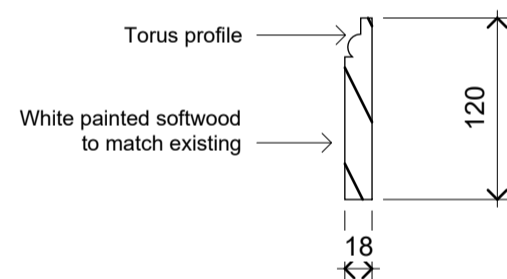 Torus profile
White painted softwood
to match existing
120
18